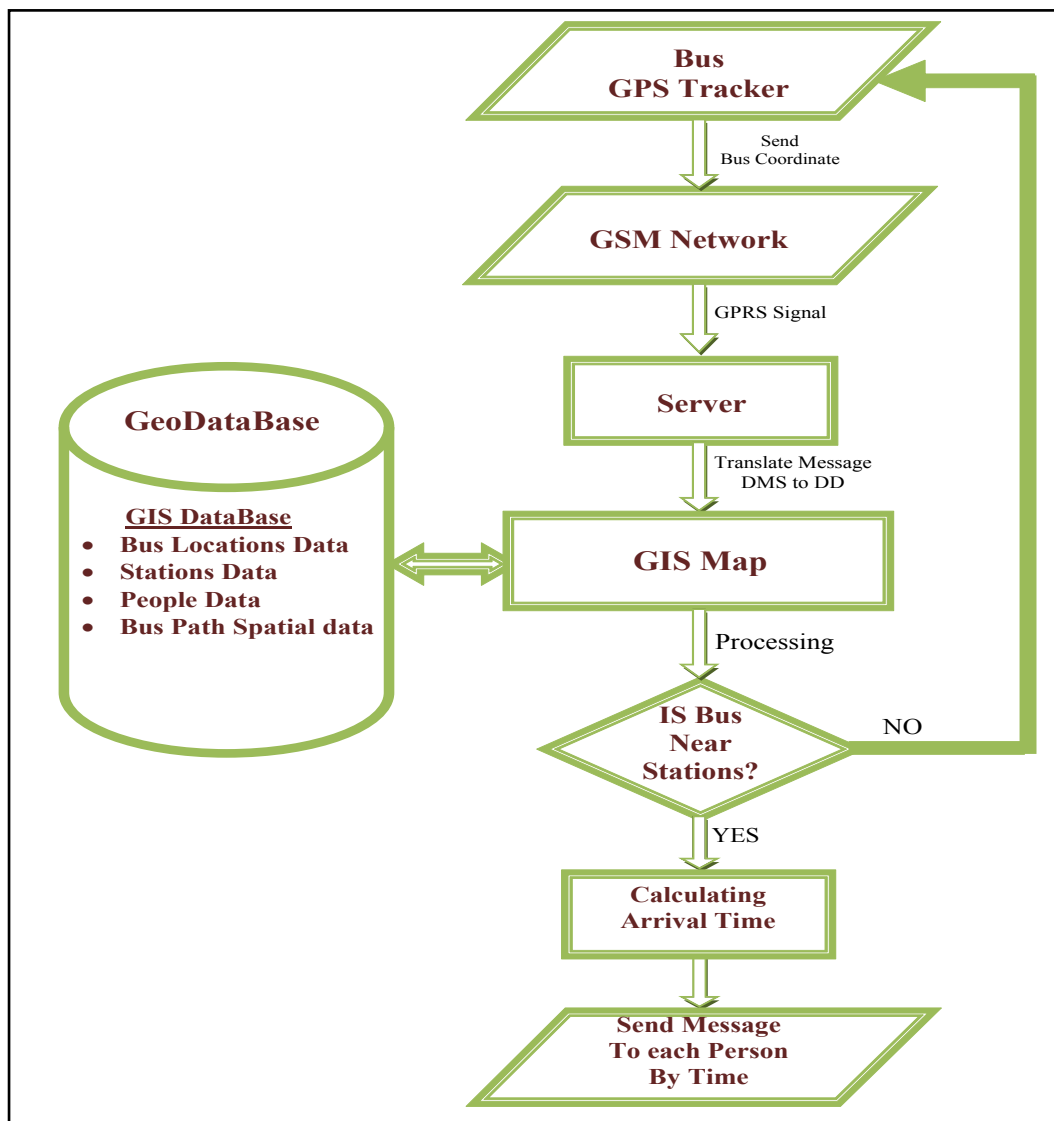 Bus
GPS Tracker
Send
Bus Coordinate
GSM Network
GPRS Signal
Server
Translate Message
DMS to DD
GeoDataBase
GIS DataBase
• Bus Locations Data
• Stations Data
• People Data
• Bus Path Spatial data
GIS Map
Processing
IS Bus
Near
Stations?
NO
YES
Calculating
Arrival Time
Send Message
To each Person
By Time